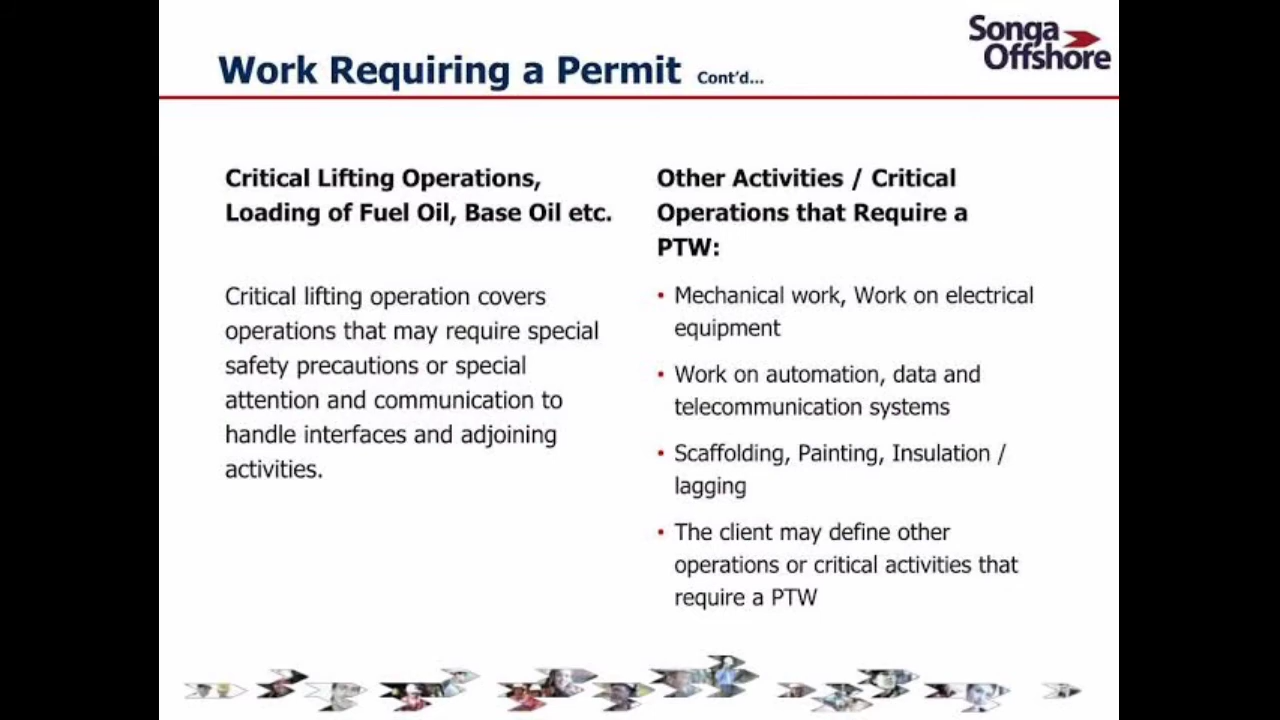 Songa
Offshore
Work Requiring a Permit Cont'd...
Critical Lifting Operations,
Loading of Fuel Oil, Base Oil etc.
Critical lifting operation covers
operations that may require special
safety precautions or special
attention and communication to
handle interfaces and adjoining
activities.
Other Activities / Critical
Operations that Require a
PTW:
• Mechanical work, Work on electrical
equipment
• Work on automation, data and
telecommunication systems
• Scaffolding, Painting, Insulation /
lagging
• The client may define other
operations or critical activities that
require a PTW